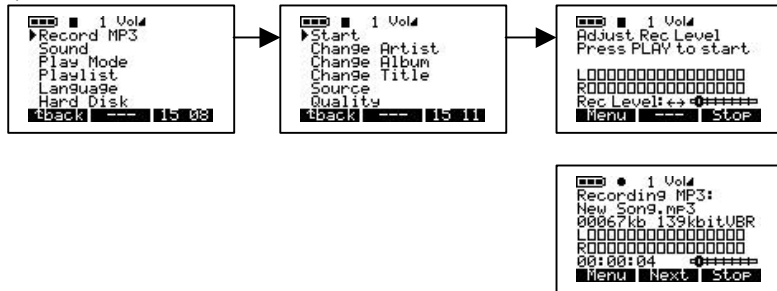 1 Vol
Record MP3
Sound
Play Mode
Playlist
Language
Hard Disk
back --- 15 08
1 Vol
Start
Change Artist
Change Album
Change Title
Source
Quality
back --- 15 11
1 Vol
Adjust Rec Level
Press PLAY to start
L
R
Rec Level:
Menu --- Stop
1 Vol
Recording MP3:
New Song.mp3
00067kb 139kbitVBR
L
R
00:00:04
Menu Next Stop